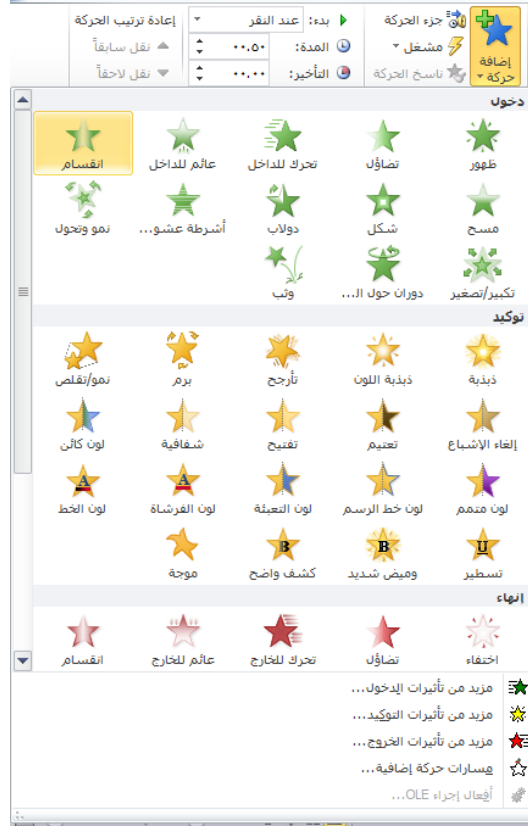 إضافة حركة
جزء الحركة
مشغل
ناسخ الحركة
بدء: عند النقر
المدة: ٠٠,٥٠
التأخير: ٠٠,٠٠
إعادة ترتيب الحركة
نقل سابقاً
نقل لاحقاً
دخول
ظهور تضاؤل تحرك للداخل عائم للداخل انقسام
مسح شكل دولاب أشرطة عشو... نمو وتحول
تكبير/تصغير دوران حول ال... وثب
توكيد
ذبذبة ذبذبة اللون تأرجح برم نمو/تقلص
إلغاء الإشباع تعتيم تفتيح شفافية لون كائن
لون متمم لون خط الرسم لون التعبئة لون الفرشاة لون الخط
تسطير وميض شديد كشف واضح موجة
إنهاء
اختفاء تضاؤل تحرك للخارج عائم للخارج انقسام
مزيد من تأثيرات الدخول...
مزيد من تأثيرات التوكيد...
مزيد من تأثيرات الخروج...
مسارات حركة إضافية...
أفعال إجراء OLE...